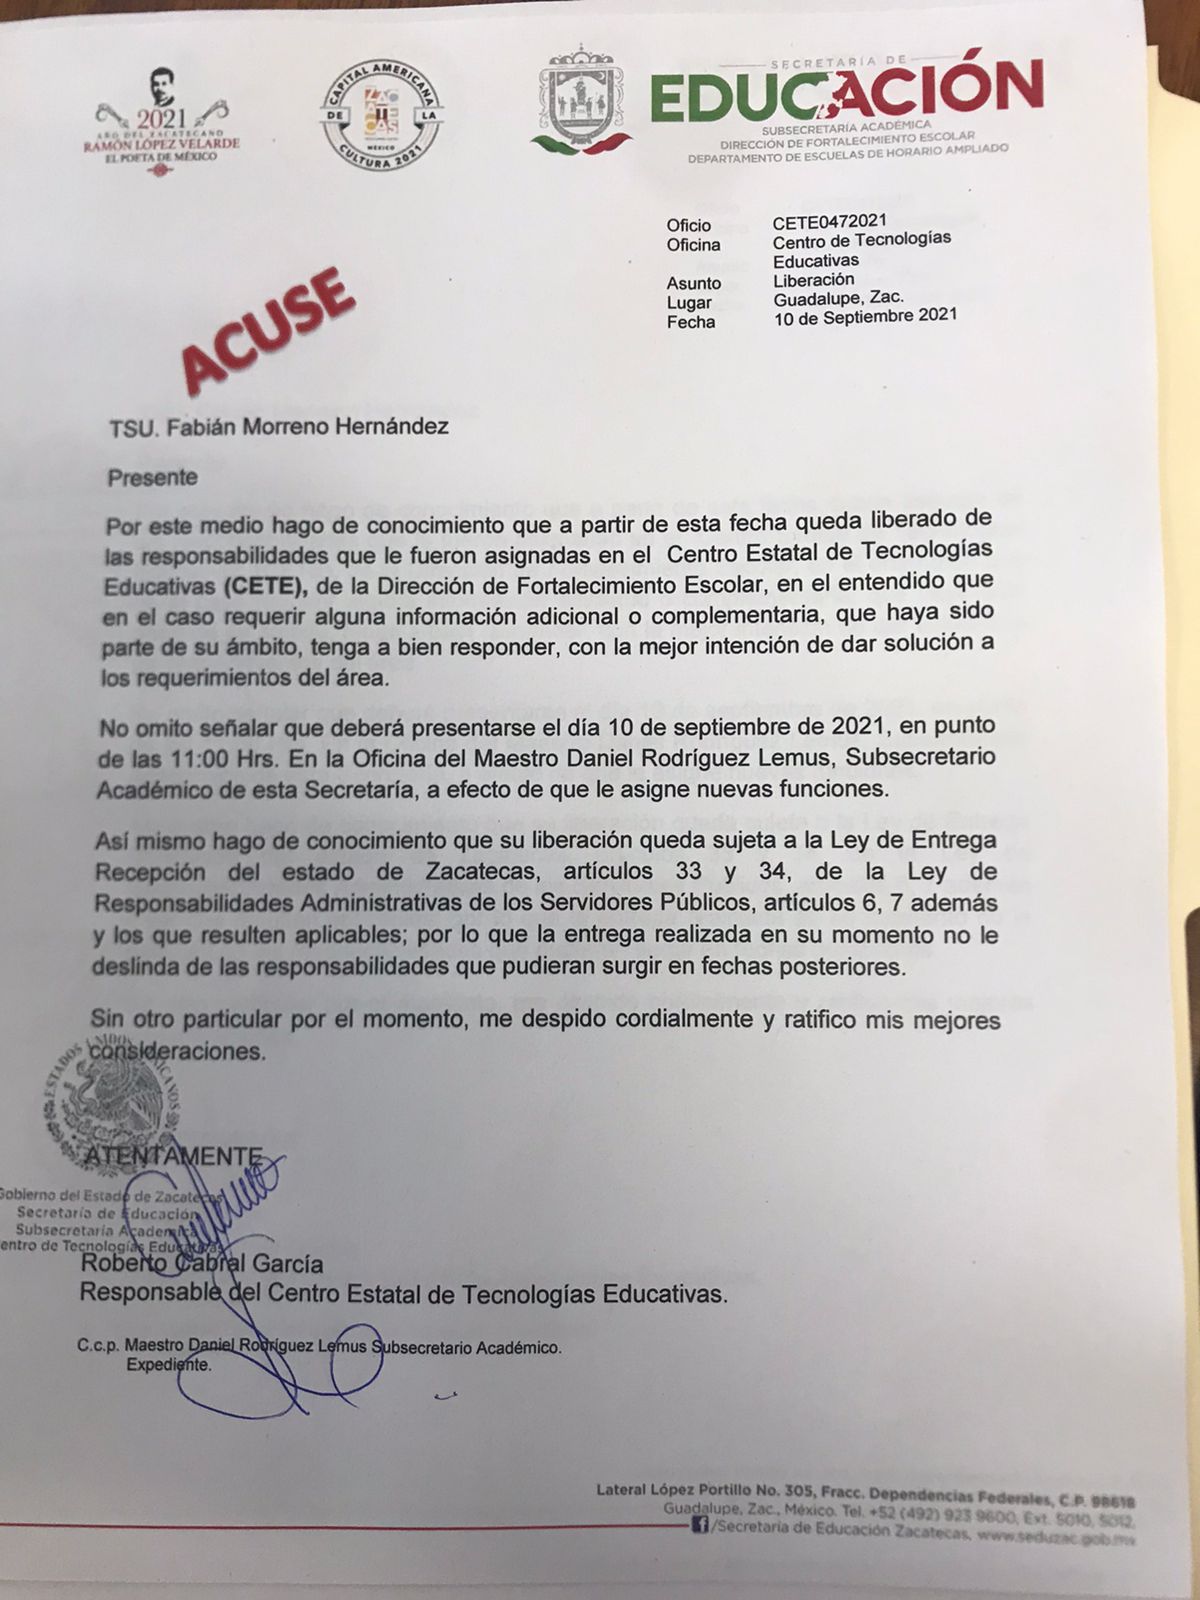 2021
AÑO DEL ZACATECANO
RAMÓN LÓPEZ VELARDE
EL POETA DE MÉXICO
CAPITAL AMERICANA
DE LA
ZACATECAS
MÉXICO
CULTURA 2021
SECRETARÍA DE
EDUCACIÓN
SUBSECRETARÍA ACADÉMICA
DIRECCIÓN DE FORTALECIMIENTO ESCOLAR
DEPARTAMENTO DE ESCUELAS DE HORARIO AMPLIADO
Oficio CETE0472021
Oficina Centro de Tecnologías
Educativas
Asunto Liberación
Lugar Guadalupe, Zac.
Fecha 10 de Septiembre 2021
ACUSE
TSU. Fabián Morreno Hernández
Presente
Por este medio hago de conocimiento que a partir de esta fecha queda liberado de
las responsabilidades que le fueron asignadas en el Centro Estatal de Tecnologías
Educativas (CETE), de la Dirección de Fortalecimiento Escolar, en el entendido que
en el caso requerir alguna información adicional o complementaria, que haya sido
parte de su ámbito, tenga a bien responder, con la mejor intención de dar solución a
los requerimientos del área.
No omito señalar que deberá presentarse el día 10 de septiembre de 2021, en punto
de las 11:00 Hrs. En la Oficina del Maestro Daniel Rodríguez Lemus, Subsecretario
Académico de esta Secretaría, a efecto de que le asigne nuevas funciones.
Así mismo hago de conocimiento que su liberación queda sujeta a la Ley de Entrega
Recepción del estado de Zacatecas, artículos 33 y 34, de la Ley de
Responsabilidades Administrativas de los Servidores Públicos, artículos 6, 7 además
y los que resulten aplicables; por lo que la entrega realizada en su momento no le
deslinda de las responsabilidades que pudieran surgir en fechas posteriores.
Sin otro particular por el momento, me despido cordialmente y ratifico mis mejores
consideraciones.
ESTADOS UNIDOS MEXICANOS
ATENTAMENTE
Gobierno del Estado de Zacatecas
Secretaría de Educación
Subsecretaría Academica
entro de Tecnologías Educativas
Roberto Cabral García
Responsable del Centro Estatal de Tecnologías Educativas.
C.c.p. Maestro Daniel Rodríguez Lemus Subsecretario Académico.
Expediente.
Lateral López Portillo No. 305, Fracc. Dependencias Federales, C.P. 98618
Guadalupe, Zac., México. Tel. +52 (492) 923 9600, Ext. 5010, 5012,
/Secretaría de Educación Zacatecas, www.seduzac.gob.mx